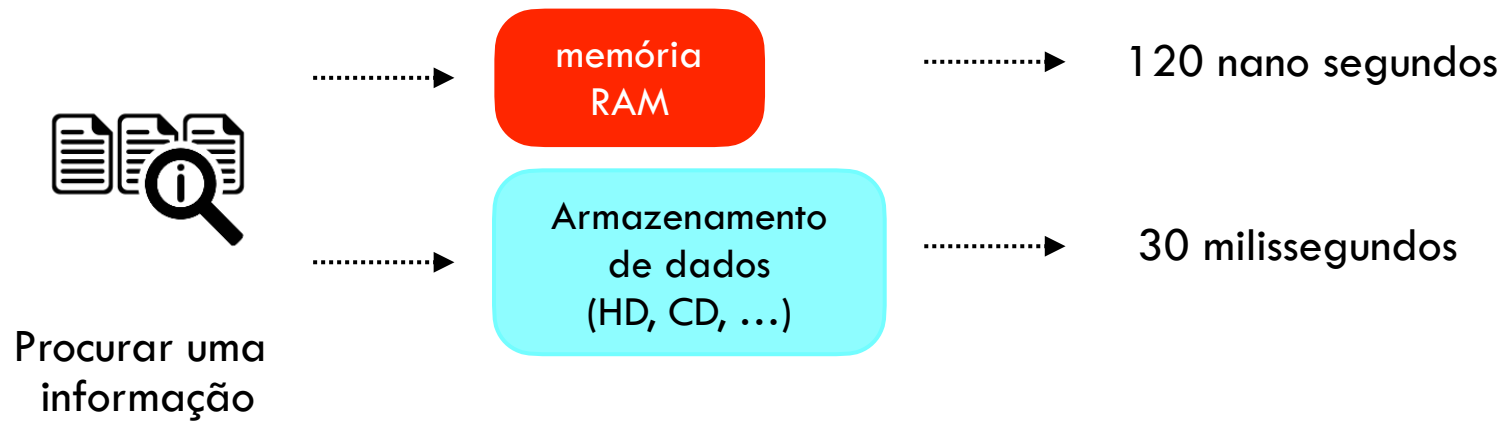 memória
RAM
120 nano segundos
Armazenamento
de dados
(HD, CD, ...)
30 milissegundos
i
Procurar uma
informação